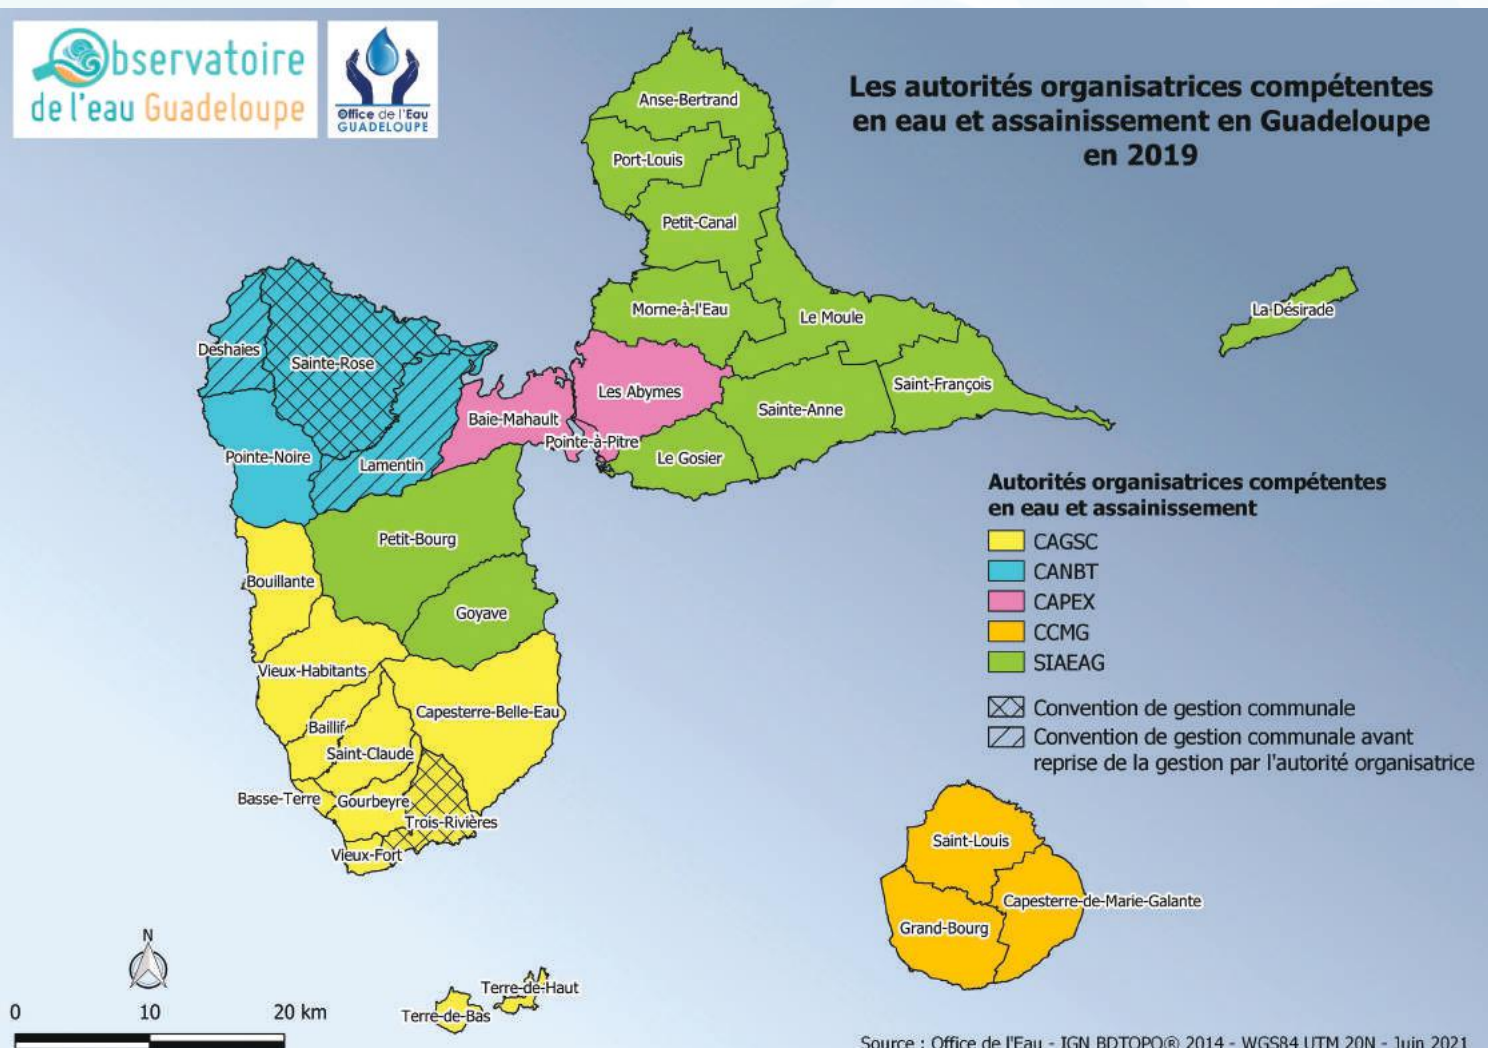 Observatoire
de l'eau Guadeloupe
Office de l'Eau
GUADELOUPE
Les autorités organisatrices compétentes
en eau et assainissement en Guadeloupe
en 2019
Anse-Bertrand
Port-Louis
Petit-Canal
Morne-à-l'Eau
Le Moule
La Désirade
Deshaies
Sainte-Rose
Les Abymes
Saint-François
Sainte-Anne
Baie-Mahault
Pointe-à-Pitre
Pointe-Noire
Lamentin
Le Gosier
Petit-Bourg
Bouillante
Goyave
Vieux-Habitants
Capesterre-Belle-Eau
Baillif
Saint-Claude
Basse-Terre
Gourbeyre
Trois-Rivières
Vieux-Fort
Autorités organisatrices compétentes
en eau et assainissement
CAGSC
CANBT
CAPEX
CCMG
SIAEAG
Convention de gestion communale
Convention de gestion communale avant
reprise de la gestion par l'autorité organisatrice
Saint-Louis
Capesterre-de-Marie-Galante
Grand-Bourg
Terre-de-Haut
Terre-de-Bas
N
0 10 20 km
Source : Office de l'Eau - IGN BDTOPO® 2014 - WGS84 UTM 20N - Juin 2021